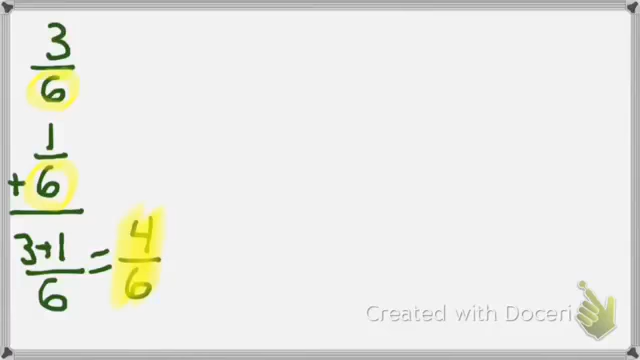 3
6
1
+ 6
3+1 = 4
6 6
Created with Doceri